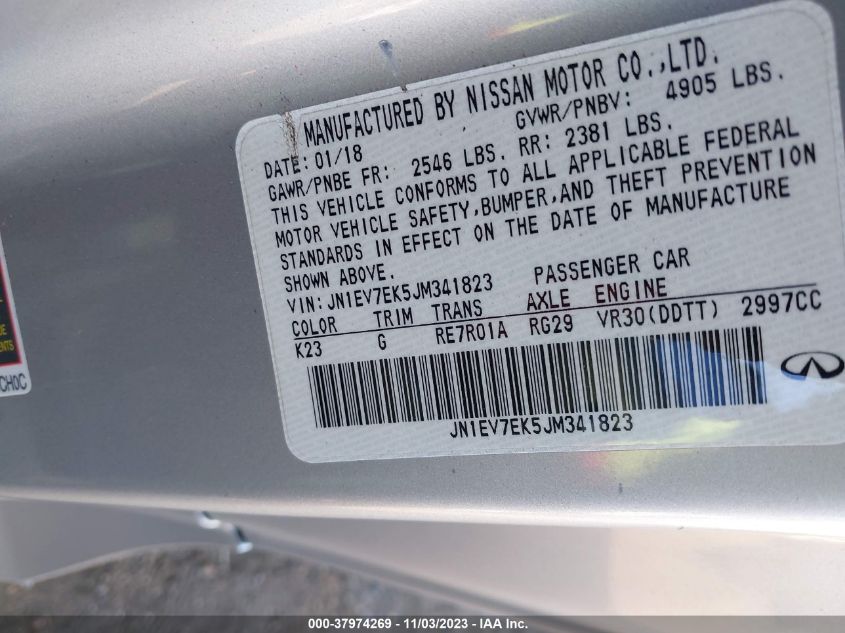 MANUFACTURED BY NISSAN MOTOR CO.,LTD.
DATE: 01/18 GVWR/PNBV: 4905 LBS.
GAWR/PNBE FR: 2546 LBS. RR: 2381 LBS.
THIS VEHICLE CONFORMS TO ALL APPLICABLE FEDERAL
MOTOR VEHICLE SAFETY,BUMPER,AND THEFT PREVENTION
STANDARDS IN EFFECT ON THE DATE OF MANUFACTURE
SHOWN ABOVE.
VIN: JN1EV7EK5JM341823 PASSENGER CAR
COLOR TRIM TRANS AXLE ENGINE
K23 G RE7R01A RG29 VR30(DDTT) 2997CC
JN1EV7EK5JM341823
CH0C
000-37974269 - 11/03/2023 - IAA Inc.